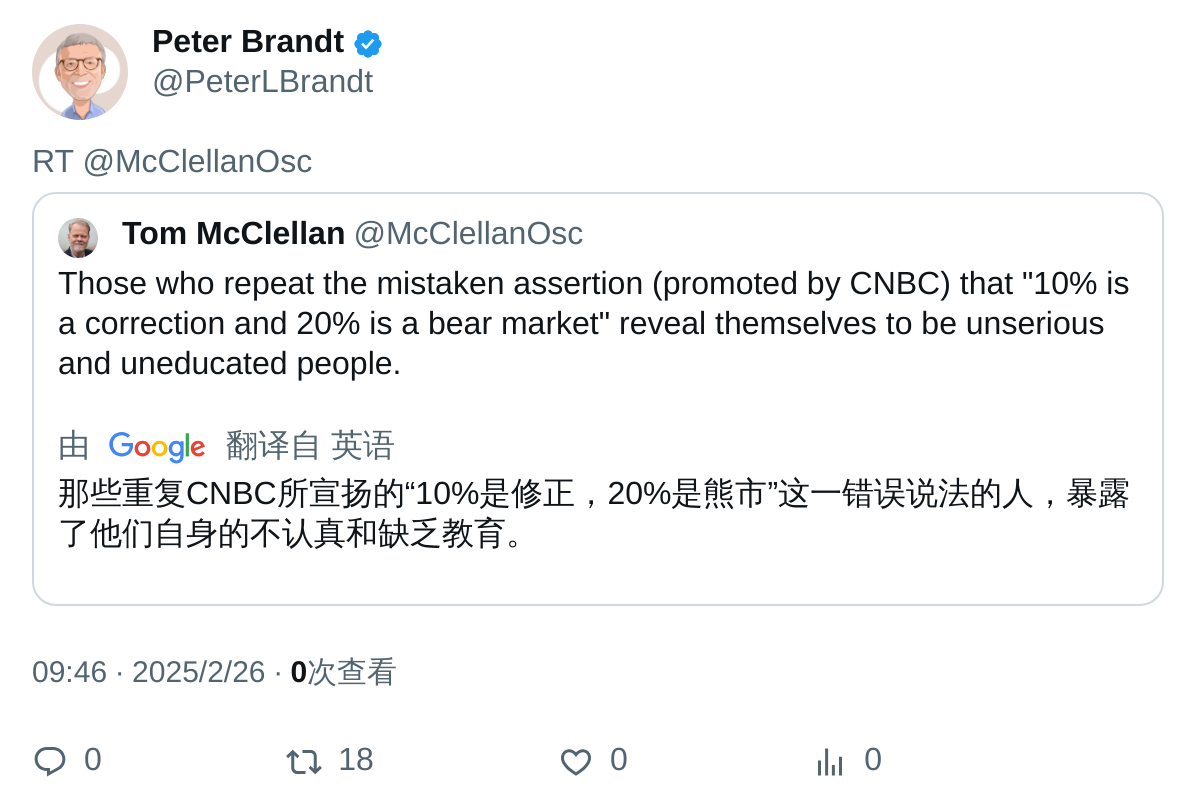 Peter Brandt
@PeterLBrandt
RT @McClellanOsc
Tom McClellan @McClellanOsc
Those who repeat the mistaken assertion (promoted by CNBC) that "10% is
a correction and 20% is a bear market" reveal themselves to be unserious
and uneducated people.
由 Google 翻译自 英语
那些重复CNBC所宣扬的“10%是修正，20%是熊市”这一错误说法的人，暴露
了他们自身的不认真和缺乏教育。
09:46 · 2025/2/26 · 0次查看
0 18 0 0